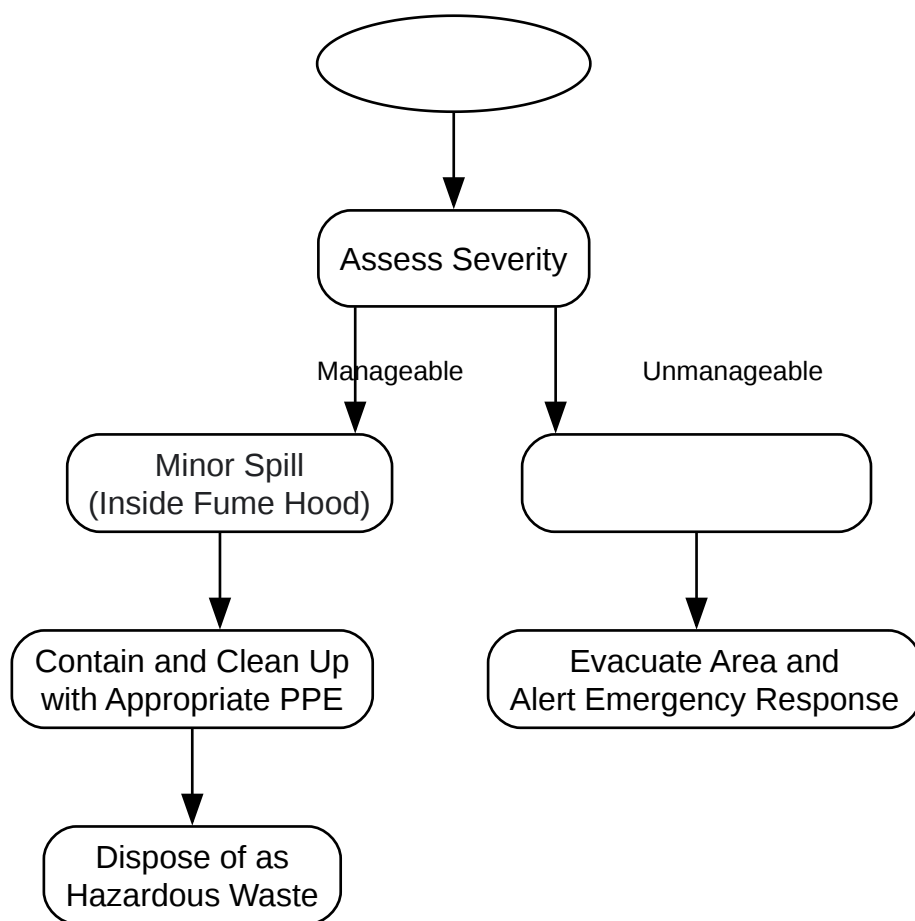 Assess Severity
Manageable
Unmanageable
Minor Spill
(Inside Fume Hood)
Contain and Clean Up
with Appropriate PPE
Evacuate Area and
Alert Emergency Response
Dispose of as
Hazardous Waste